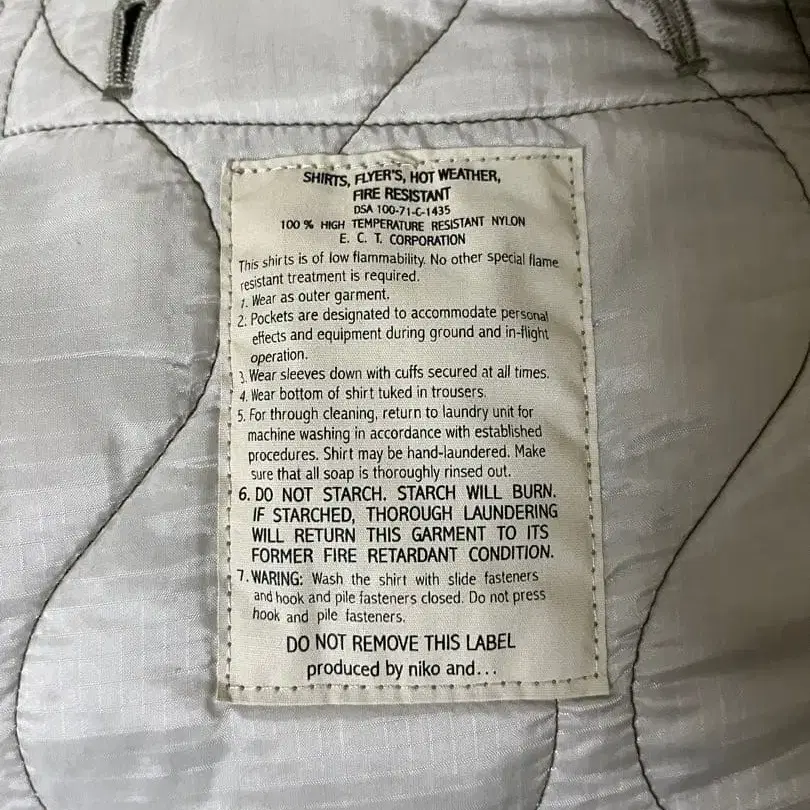 SHIRTS, FLYER'S, HOT WEATHER,
FIRE RESISTANT
DSA 100-71-C-1435
100 % HIGH TEMPERATURE RESISTANT NYLON
E. C. T. CORPORATION
This shirts is of low flammability. No other special flame
resistant treatment is required.
1. Wear as outer garment.
2. Pockets are designated to accommodate personal
effects and equipment during ground and in-flight
operation.
3. Wear sleeves down with cuffs secured at all times.
4. Wear bottom of shirt tuked in trousers.
5. For through cleaning, return to laundry unit for
machine washing in accordance with established
procedures. Shirt may be hand-laundered. Make
sure that all soap is thoroughly rinsed out.
6. DO NOT STARCH. STARCH WILL BURN.
IF STARCHED, THOROUGH LAUNDERING
WILL RETURN THIS GARMENT TO ITS
FORMER FIRE RETARDANT CONDITION.
7. WARING: Wash the shirt with slide fasteners
and hook and pile fasteners closed. Do not press
hook and pile fasteners.
DO NOT REMOVE THIS LABEL
produced by niko and...